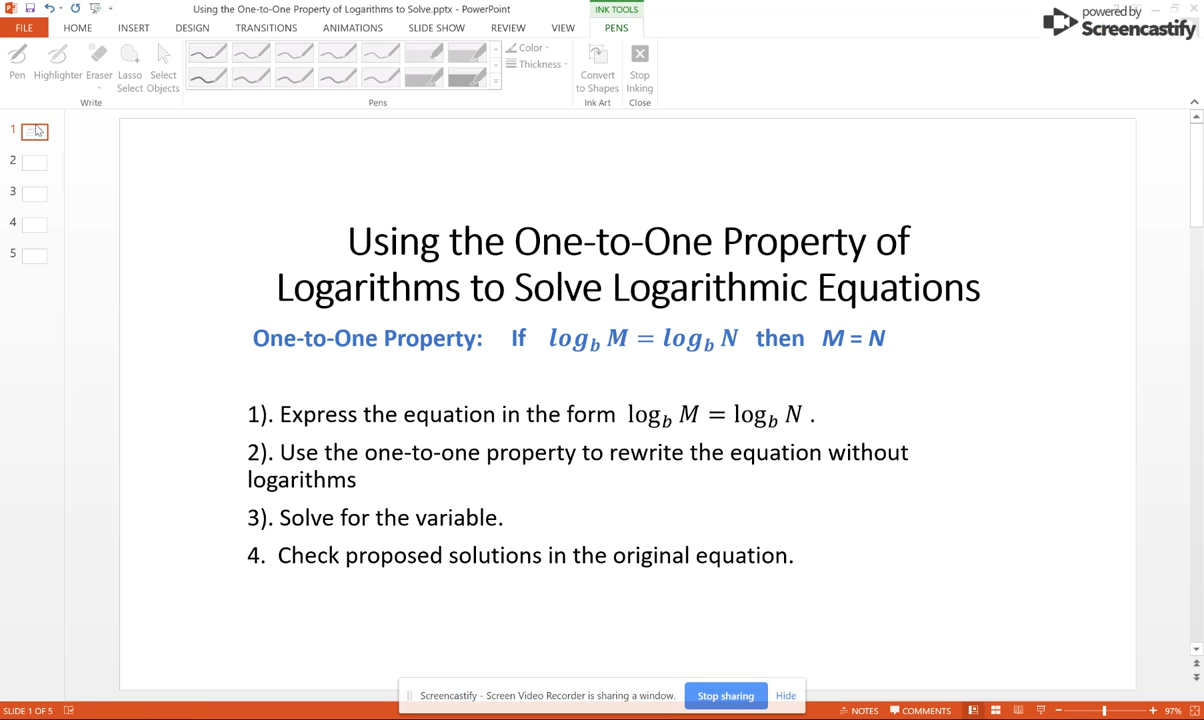 Using the One-to-One Property of Logarithms to Solve.pptx - PowerPoint
INK TOOLS
powered by
Screencastify
FILE HOME INSERT DESIGN TRANSITIONS ANIMATIONS SLIDE SHOW REVIEW VIEW PENS
Pen Highlighter Eraser Lasso Select Select Objects
Color
Thickness
Convert to Shapes
Stop Inking
Write Pens Ink Art Close
1
2
3
4
5
Using the One-to-One Property of
Logarithms to Solve Logarithmic Equations
One-to-One Property: If log_b M = log_b N then M = N
1). Express the equation in the form log_b M = log_b N .
2). Use the one-to-one property to rewrite the equation without
logarithms
3). Solve for the variable.
4. Check proposed solutions in the original equation.
Screencastify - Screen Video Recorder is sharing a window. Stop sharing Hide
SLIDE 1 OF 5 NOTES COMMENTS 97%